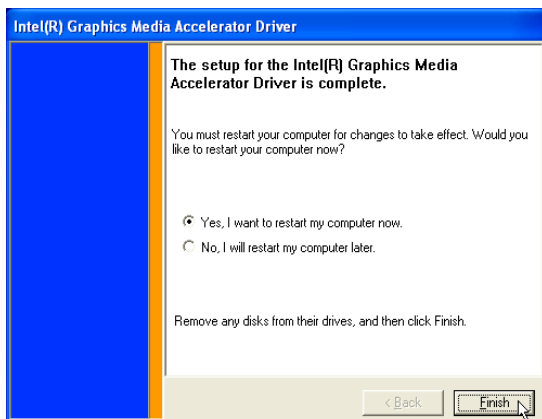 Intel(R) Graphics Media Accelerator Driver
The setup for the Intel(R) Graphics Media
Accelerator Driver is complete.
You must restart your computer for changes to take effect. Would you
like to restart your computer now?
Yes, I want to restart my computer now.
No, I will restart my computer later.
Remove any disks from their drives, and then click Finish.
< Back
Finish